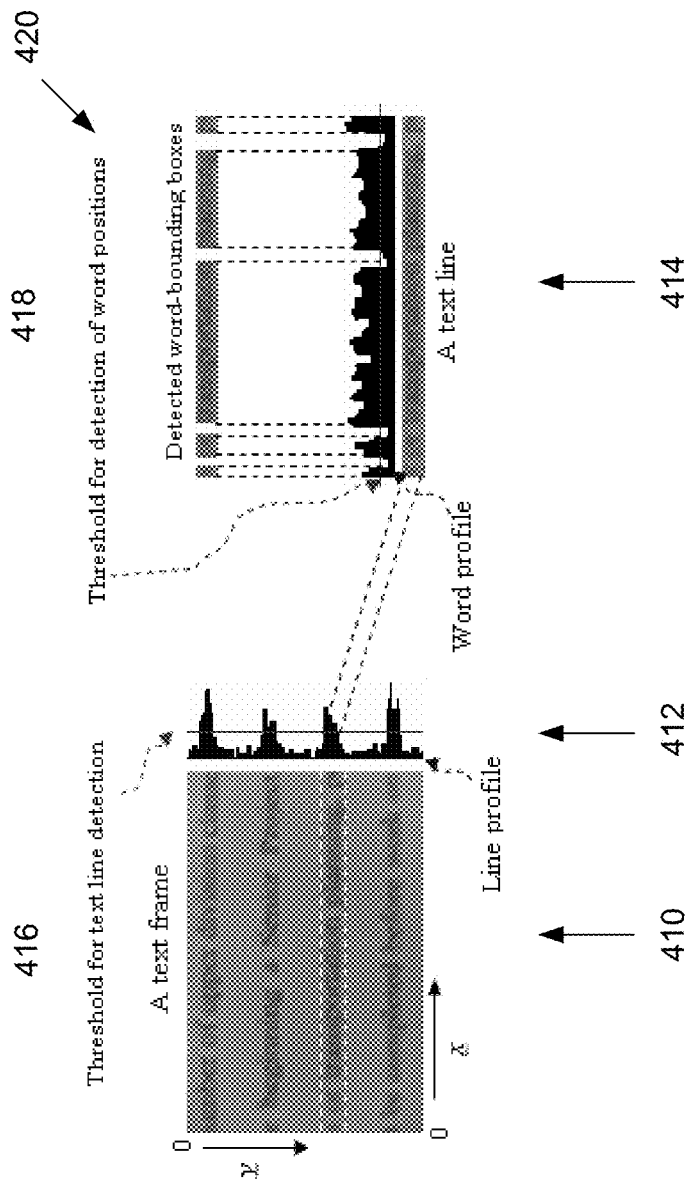 416
418
420
Threshold for text line detection
Threshold for detection of word positions
A text frame
Detected word-bounding boxes
0
y
0
x
Line profile
Word profile
A text line
410
412
414